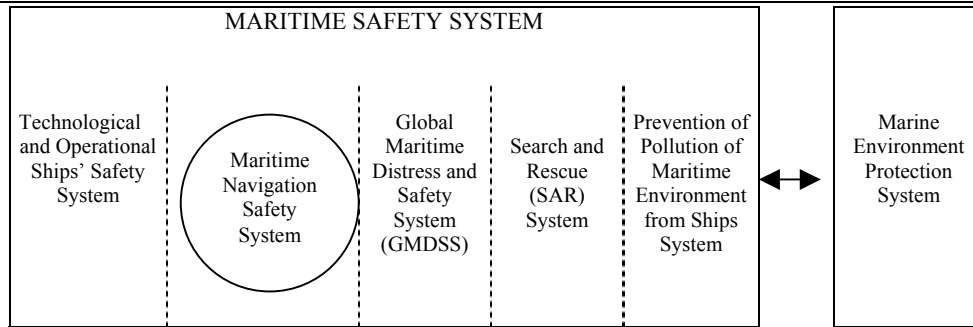 MARITIME SAFETY SYSTEM
Technological
and Operational
Ships’ Safety
System
Maritime
Navigation
Safety
System
Global
Maritime
Distress and
Safety
System
(GMDSS)
Search and
Rescue
(SAR)
System
Prevention of
Pollution of
Maritime
Environment
from Ships
System
Marine
Environment
Protection
System